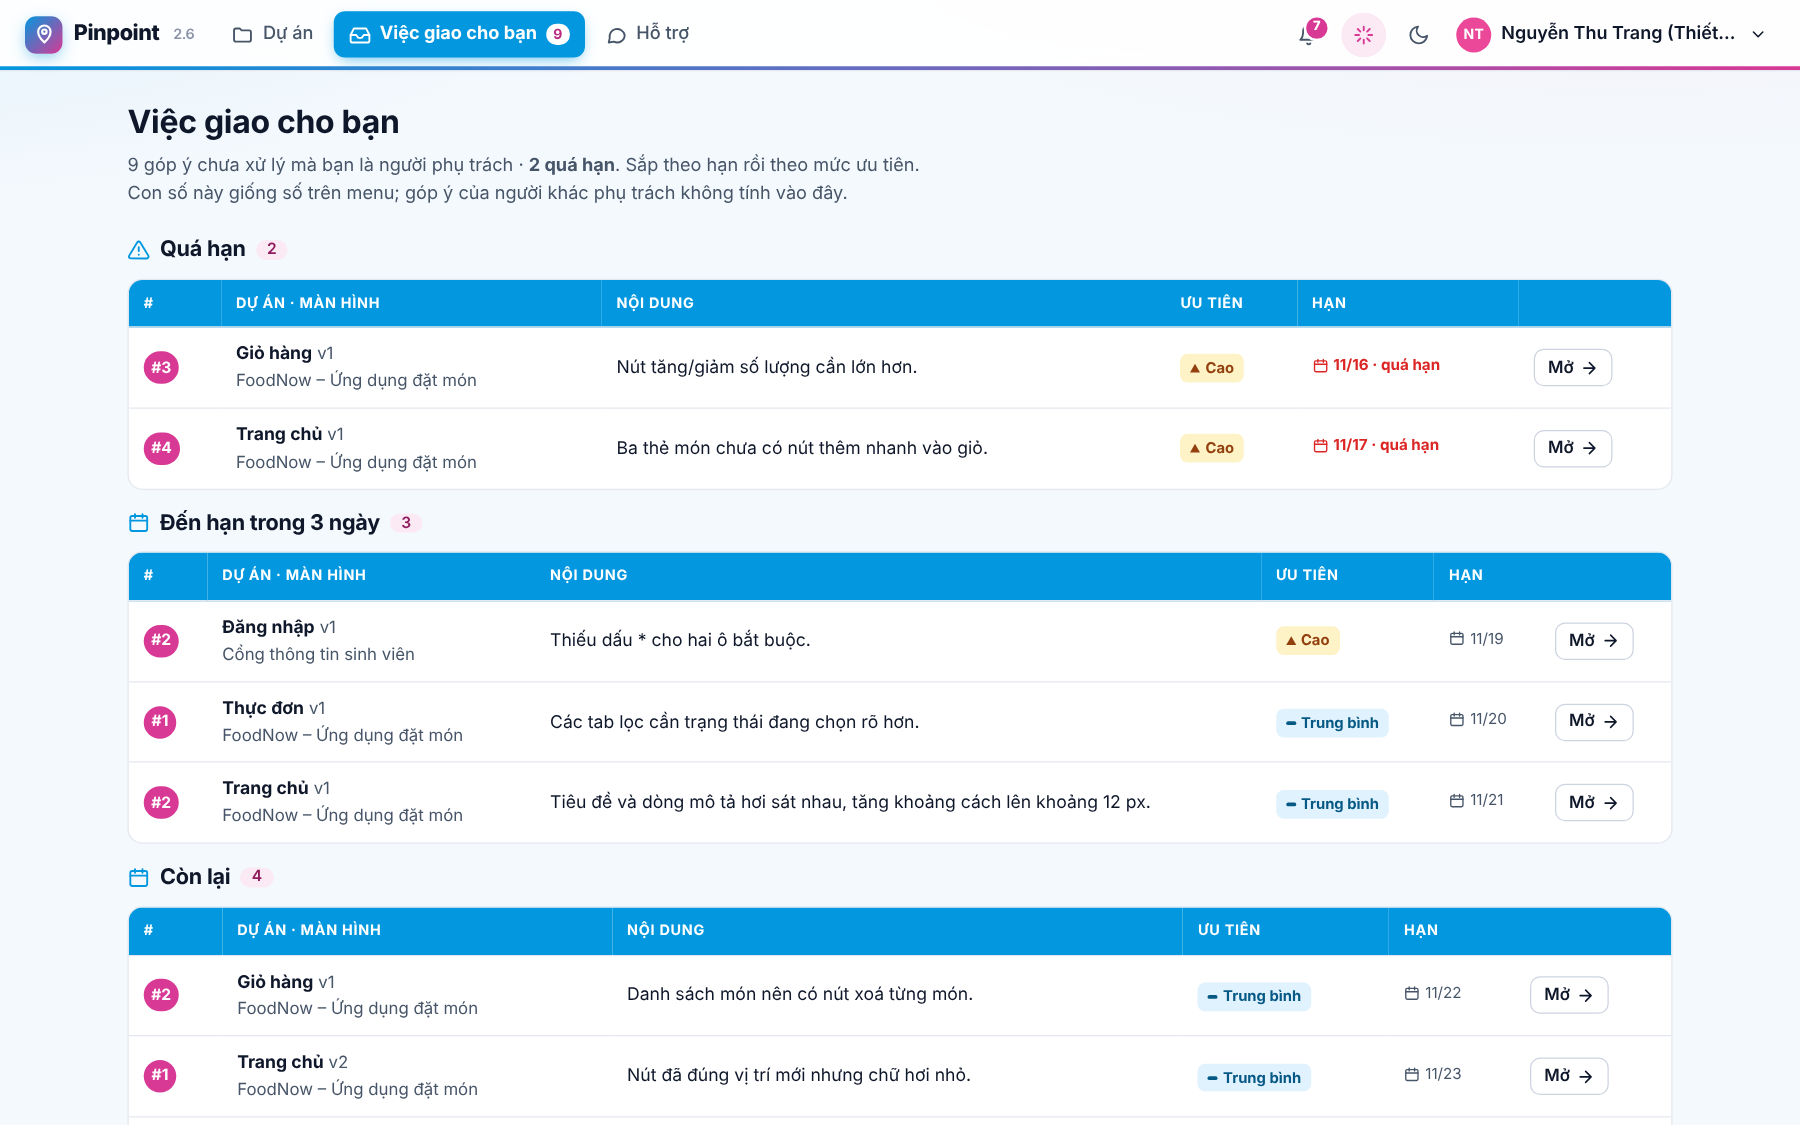 Pinpoint 2.6 Dự án Việc giao cho bạn 9 Hỗ trợ 7 NT Nguyễn Thu Trang (Thiết...
Việc giao cho bạn
9 góp ý chưa xử lý mà bạn là người phụ trách · 2 quá hạn. Sắp theo hạn rồi theo mức ưu tiên.
Con số này giống số trên menu; góp ý của người khác phụ trách không tính vào đây.
Quá hạn 2
# DỰ ÁN · MÀN HÌNH NỘI DUNG ƯU TIÊN HẠN
#3 Giỏ hàng v1 Nút tăng/giảm số lượng cần lớn hơn. Cao 11/16 · quá hạn Mở
FoodNow – Ứng dụng đặt món
#4 Trang chủ v1 Ba thẻ món chưa có nút thêm nhanh vào giỏ. Cao 11/17 · quá hạn Mở
FoodNow – Ứng dụng đặt món
Đến hạn trong 3 ngày 3
# DỰ ÁN · MÀN HÌNH NỘI DUNG ƯU TIÊN HẠN
#2 Đăng nhập v1 Thiếu dấu * cho hai ô bắt buộc. Cao 11/19 Mở
Cổng thông tin sinh viên
#1 Thực đơn v1 Các tab lọc cần trạng thái đang chọn rõ hơn. Trung bình 11/20 Mở
FoodNow – Ứng dụng đặt món
#2 Trang chủ v1 Tiêu đề và dòng mô tả hơi sát nhau, tăng khoảng cách lên khoảng 12 px. Trung bình 11/21 Mở
FoodNow – Ứng dụng đặt món
Còn lại 4
# DỰ ÁN · MÀN HÌNH NỘI DUNG ƯU TIÊN HẠN
#2 Giỏ hàng v1 Danh sách món nên có nút xoá từng món. Trung bình 11/22 Mở
FoodNow – Ứng dụng đặt món
#1 Trang chủ v2 Nút đã đúng vị trí mới nhưng chữ hơi nhỏ. Trung bình 11/23 Mở
FoodNow – Ứng dụng đặt món